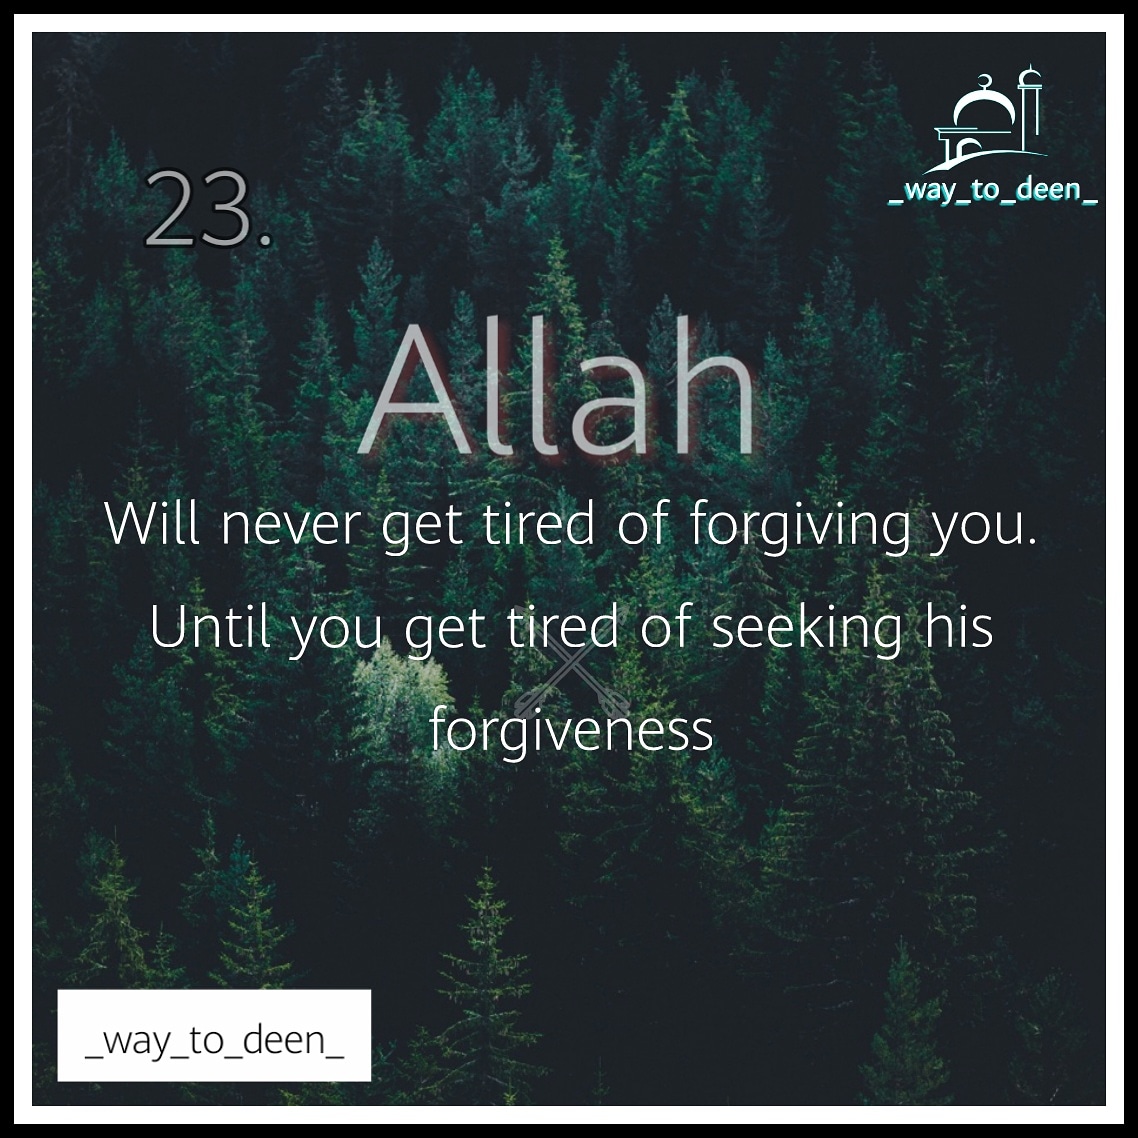 _way_to_deen_
23.
Allah
Will never get tired of forgiving you.
Until you get tired of seeking his
forgiveness
_way_to_deen_